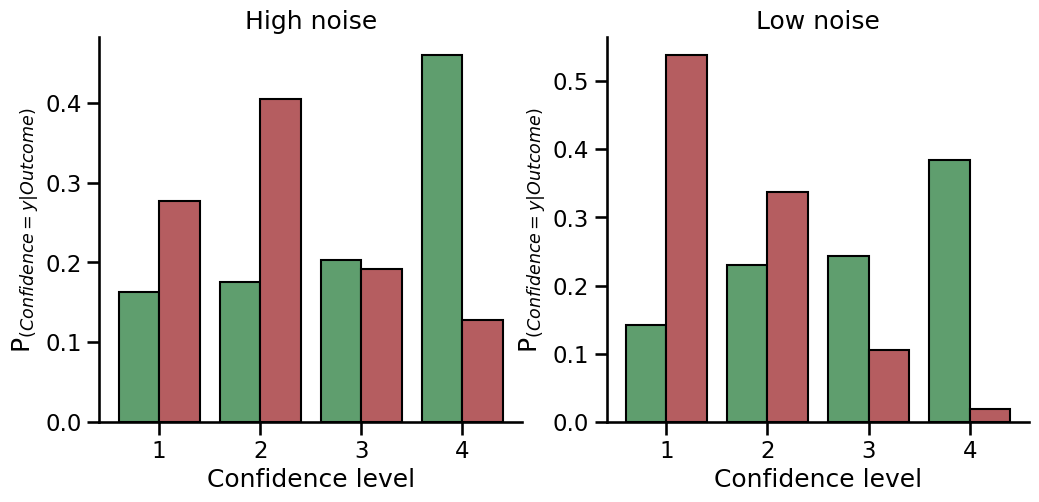 High noise
P(Confidence = y|Outcome)
0.4
0.3
0.2
0.1
0.0
1 2 3 4
Confidence level
Low noise
P(Confidence = y|Outcome)
0.5
0.4
0.3
0.2
0.1
0.0
1 2 3 4
Confidence level